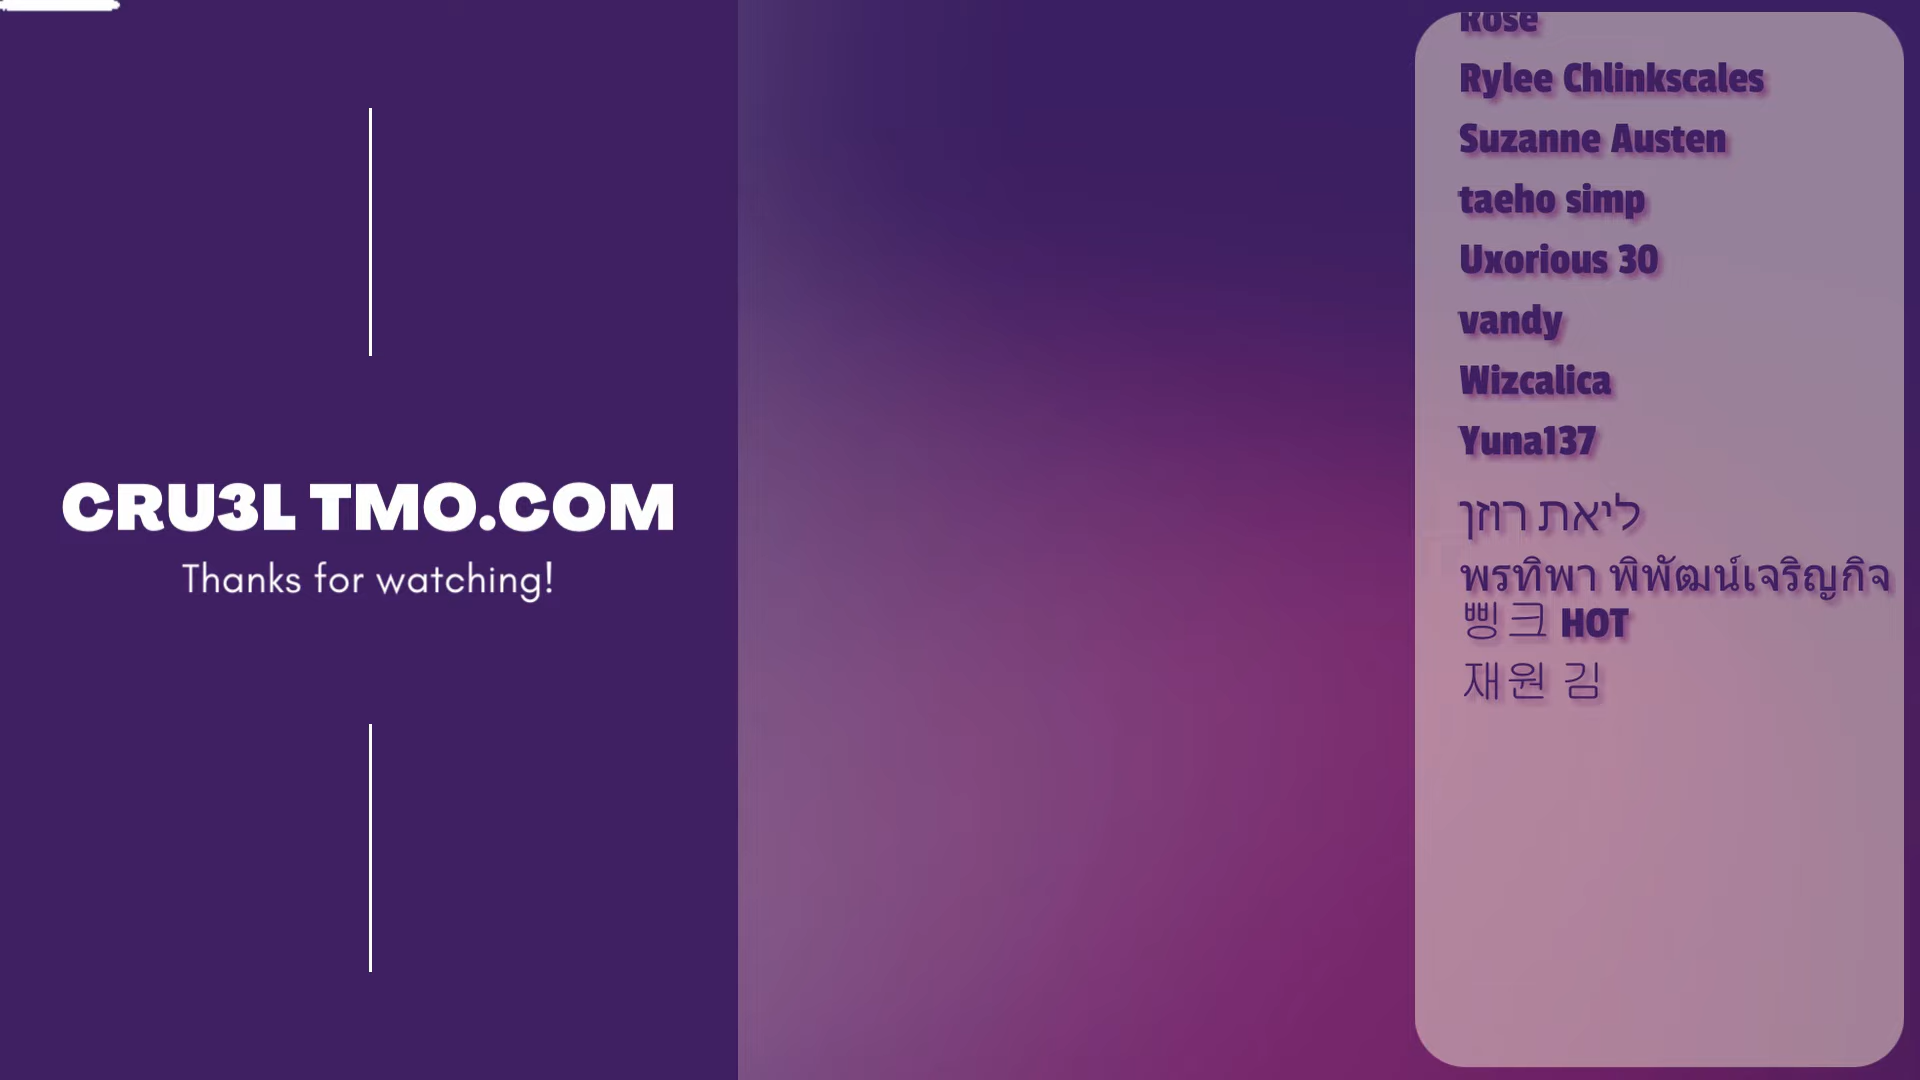 CRU3L TMO.COM
Thanks for watching!
Rose
Rylee Chlinkscales
Suzanne Austen
taeho simp
Uxorious 30
vandy
Wizcalica
Yuna137
ליאת רוזן
พรทิพา พิพัฒน์เจริญกิจ
삥크 HOT
재원 김